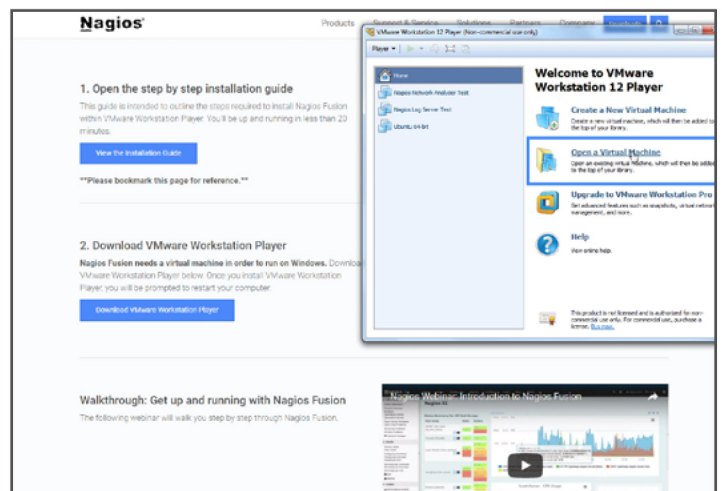 Nagios
Products Support & Service Solutions Partners Company
VMware Workstation 12 Player (Non-commercial use only)
Player
Home
Nagios Network Analyzer Test
Nagios Log Server Test
Ubuntu 64-bit
Welcome to VMware
Workstation 12 Player
Create a New Virtual Machine
Create a new virtual machine, which will then be added to
the top of your library.
Open a Virtual Machine
Open an existing virtual machine, which will then be added
to the top of your library.
Upgrade to VMware Workstation Pro
Get advanced features such as snapshots, virtual network
management, and more.
Help
View online help.
This product is not licensed and is authorized for non-
commercial use only. For commercial use, purchase a
license. Buy now.
1. Open the step by step installation guide
This guide is intended to outline the steps required to install Nagios Fusion
within VMware Workstation Player. You'll be up and running in less than 20
minutes.
View the Installation Guide
**Please bookmark this page for reference.**
2. Download VMware Workstation Player
Nagios Fusion needs a virtual machine in order to run on Windows. Download
VMware Workstation Player below. Once you install VMware Workstation
Player, you will be prompted to restart your computer.
Download VMware Workstation Player
Walkthrough: Get up and running with Nagios Fusion
The following webinar will walk you step by step through Nagios Fusion.
Nagios Webinar: Introduction to Nagios Fusion